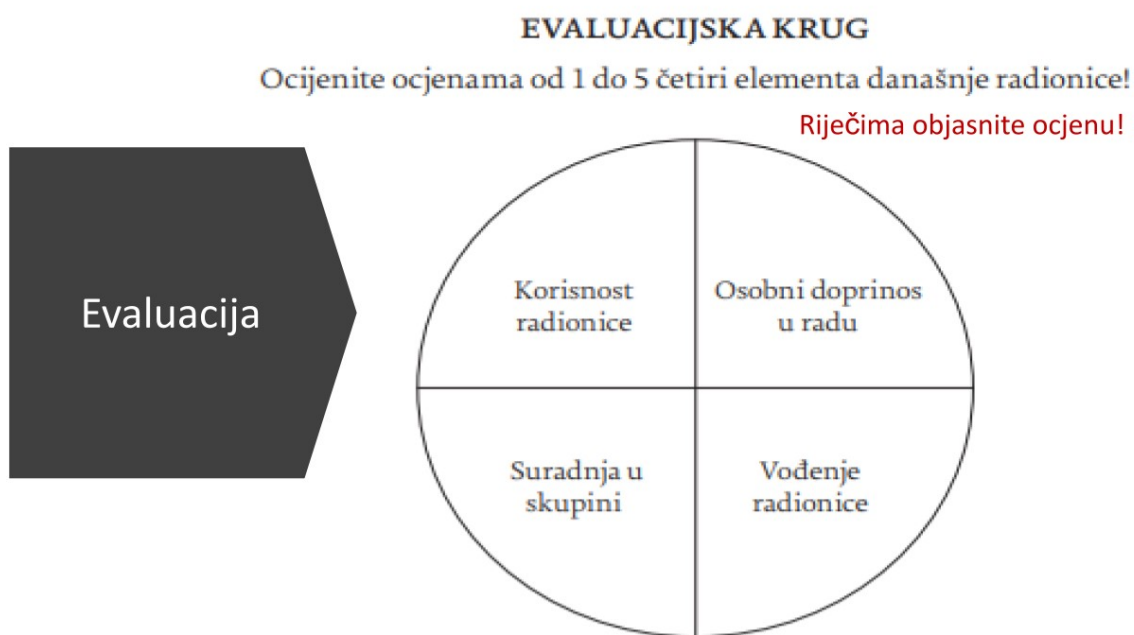 EVALUACIJSKA KRUG
Ocijenite ocjenama od 1 do 5 četiri elementa današnje radionice!
Riječima objasnite ocjenu!
Evaluacija
Korisnost
radionice
Osobni doprinos
u radu
Suradnja u
skupini
Vođenje
radionice